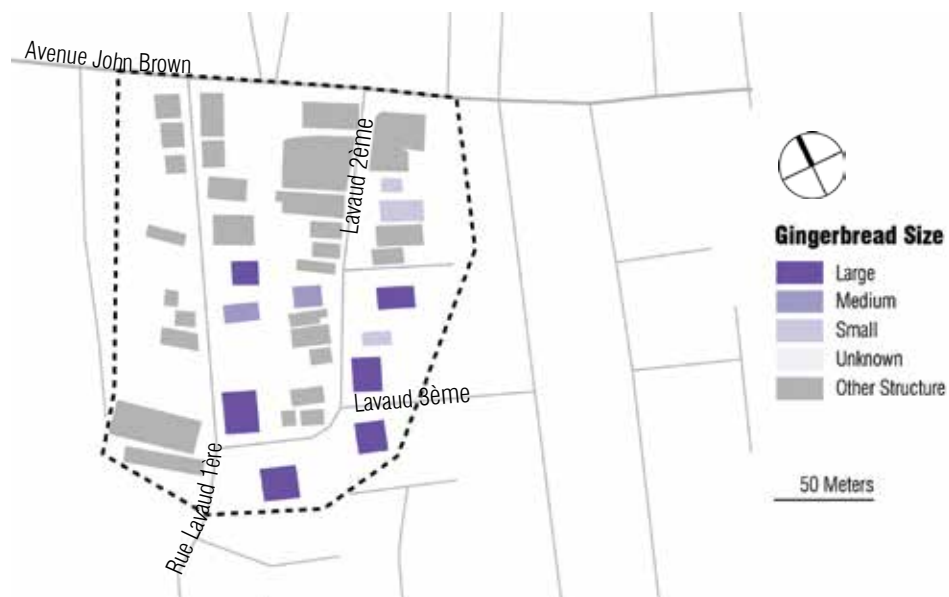 Avenue John Brown
Lavaud 2ème
Gingerbread Size
Large
Medium
Small
Unknown
Other Structure
Lavaud 3ème
Rue Lavaud 1ère
50 Meters